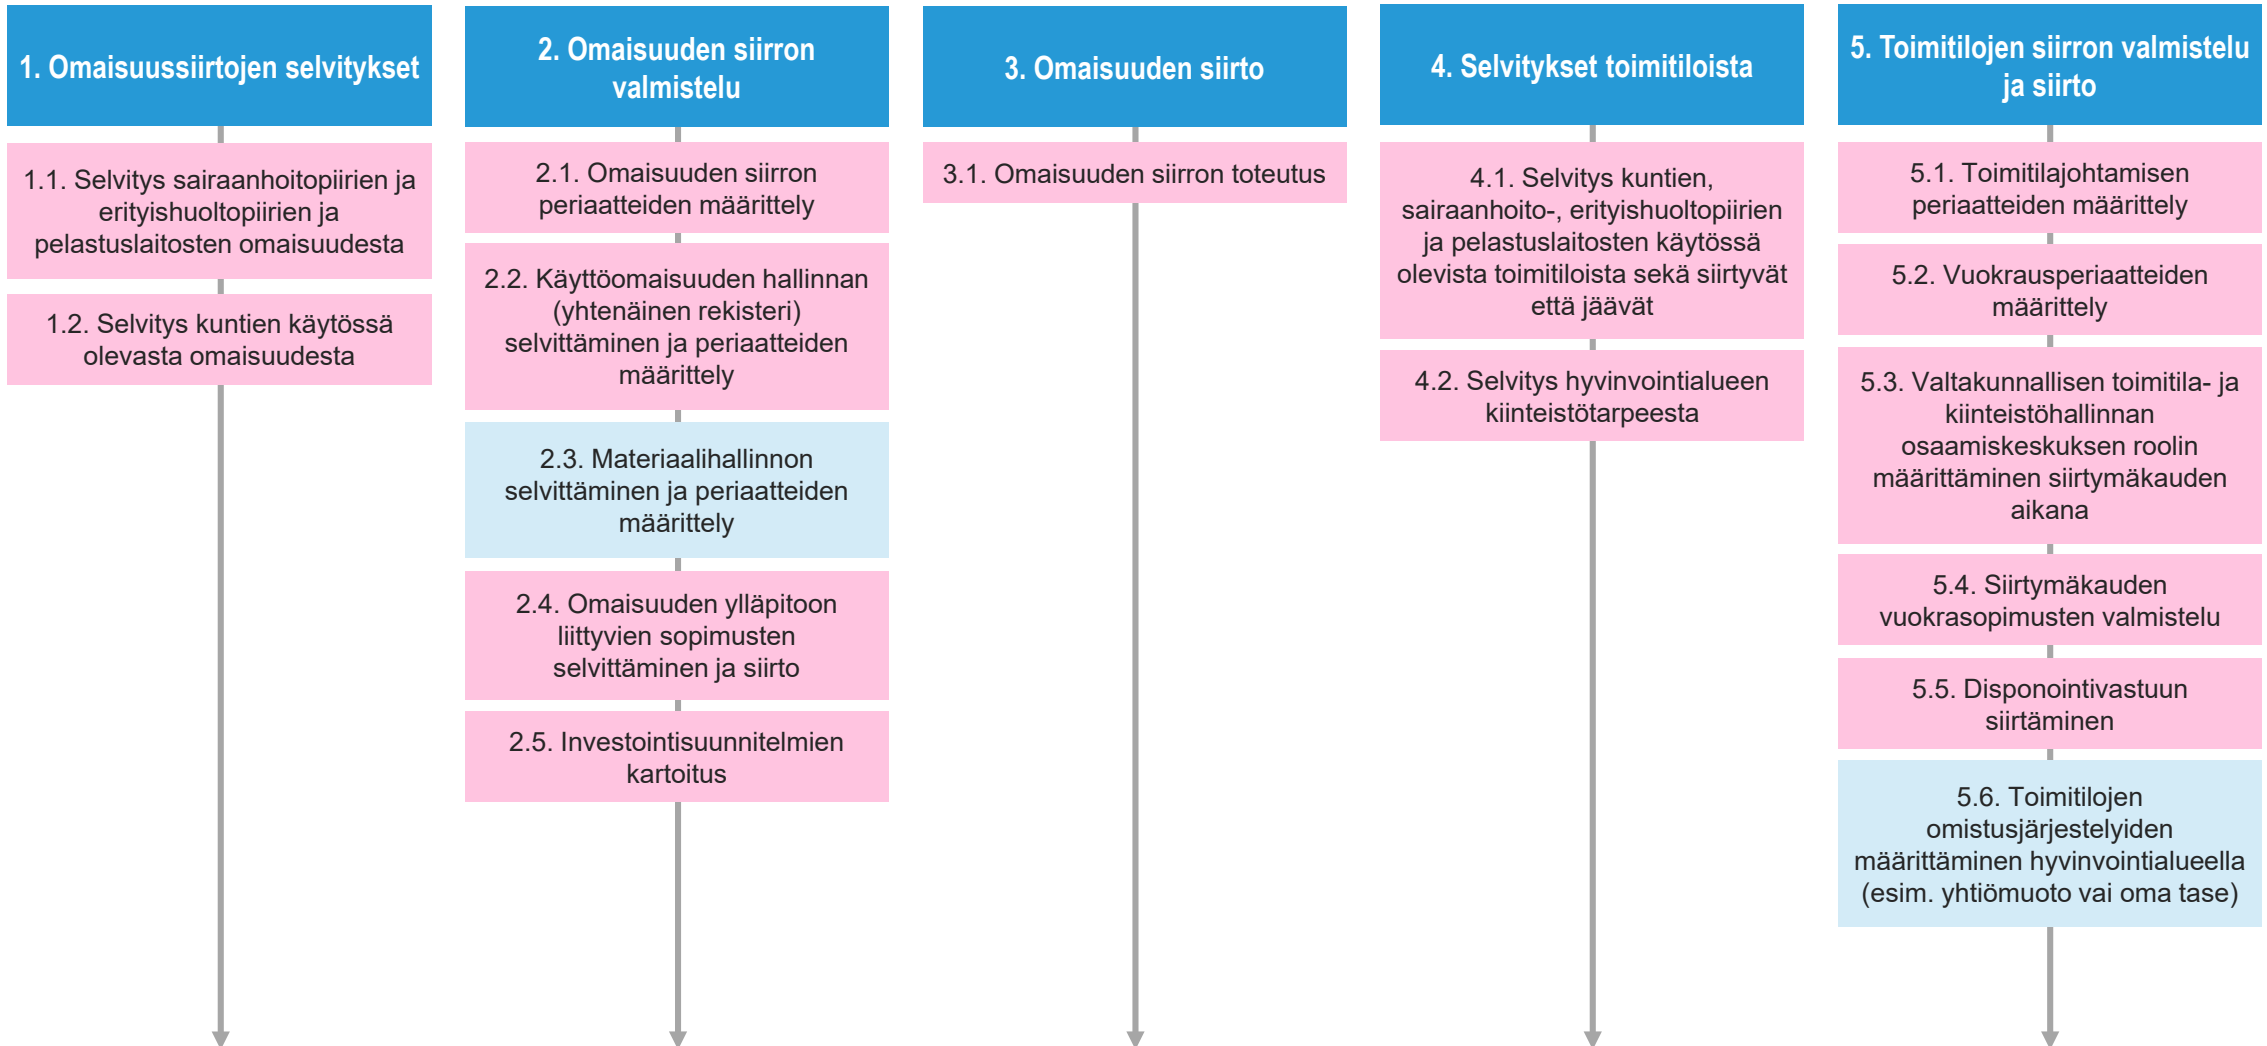 1. Omaisuussiirtojen selvitykset
1.1. Selvitys sairaanhoitopiirien ja
erityishuoltopiirien ja
pelastuslaitosten omaisuudesta
1.2. Selvitys kuntien käytössä
olevasta omaisuudesta
2. Omaisuuden siirron
valmistelu
2.1. Omaisuuden siirron
periaatteiden määrittely
2.2. Käyttöomaisuuden hallinnan
(yhtenäinen rekisteri)
selvittäminen ja periaatteiden
määrittely
2.3. Materiaalihallinnon
selvittäminen ja periaatteiden
määrittely
2.4. Omaisuuden ylläpitoon
liittyvien sopimusten
selvittäminen ja siirto
2.5. Investointisuunnitelmien
kartoitus
3. Omaisuuden siirto
3.1. Omaisuuden siirron toteutus
4. Selvitykset toimitiloista
4.1. Selvitys kuntien,
sairaanhoito-, erityishuoltopiirien
ja pelastuslaitosten käytössä
olevista toimitiloista sekä siirtyvät
että jäävät
4.2. Selvitys hyvinvointialueen
kiinteistötarpeesta
5. Toimitilojen siirron valmistelu
ja siirto
5.1. Toimitilajohtamisen
periaatteiden määrittely
5.2. Vuokrausperiaatteiden
määrittely
5.3. Valtakunnallisen toimitila- ja
kiinteistöhallinnan
osaamiskeskuksen roolin
määrittäminen siirtymäkauden
aikana
5.4. Siirtymäkauden
vuokrasopimusten valmistelu
5.5. Disponointivastuun
siirtäminen
5.6. Toimitilojen
omistusjärjestelyiden
määrittäminen hyvinvointialueella
(esim. yhtiömuoto vai oma tase)